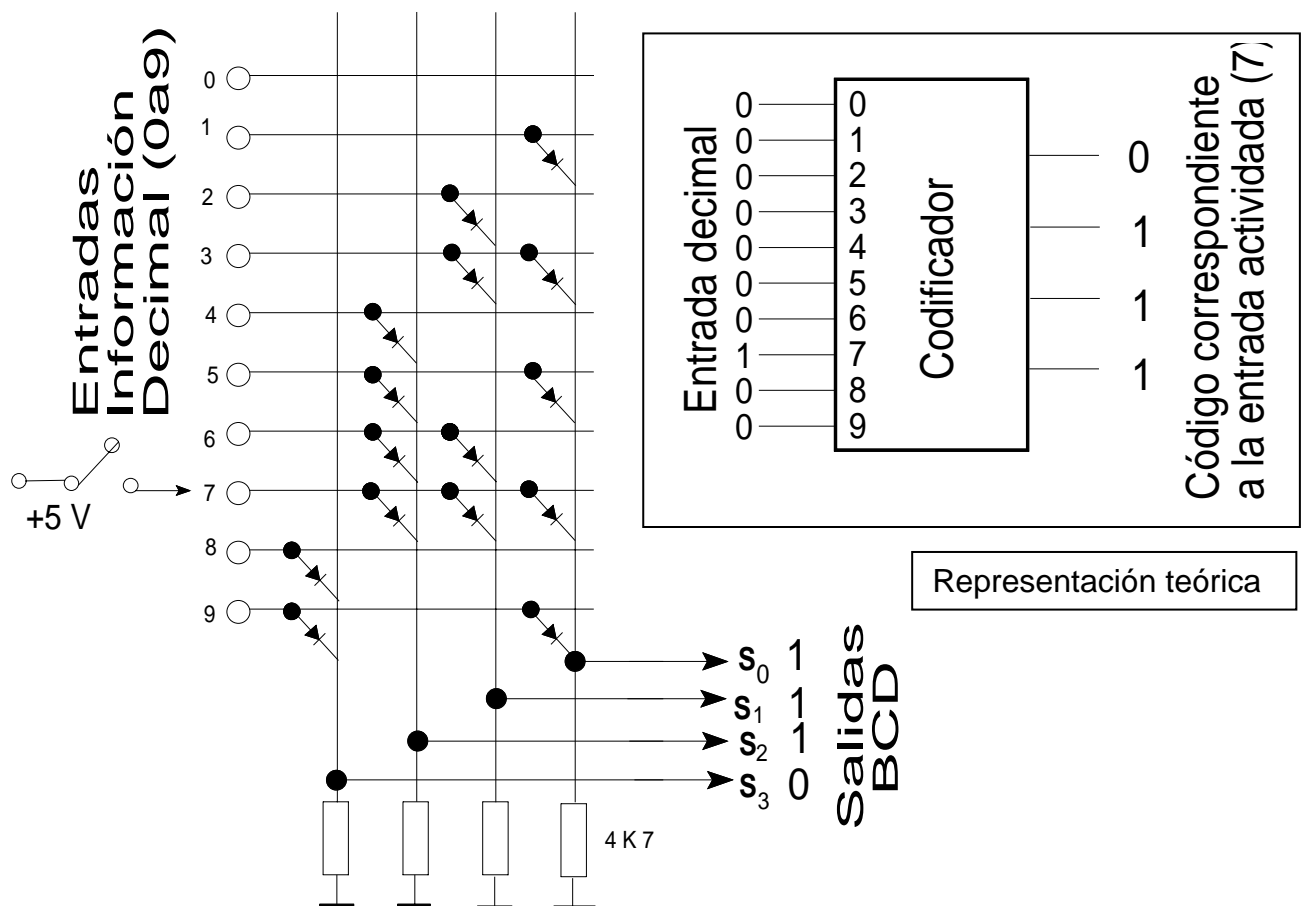 Entradas
Información
Decimal (0a9)
0
1
2
3
4
5
6
7
8
9
+5 V
S0 1
S1 1
S2 1
S3 0
Salidas
BCD
4 K 7
Entrada decimal
0 0
0 1
0 2
0 3
0 4
0 5
0 6
1 7
0 8
0 9
Codificador
0
1
1
1
Código correspondiente
a la entrada actividada (7)
Representación teórica